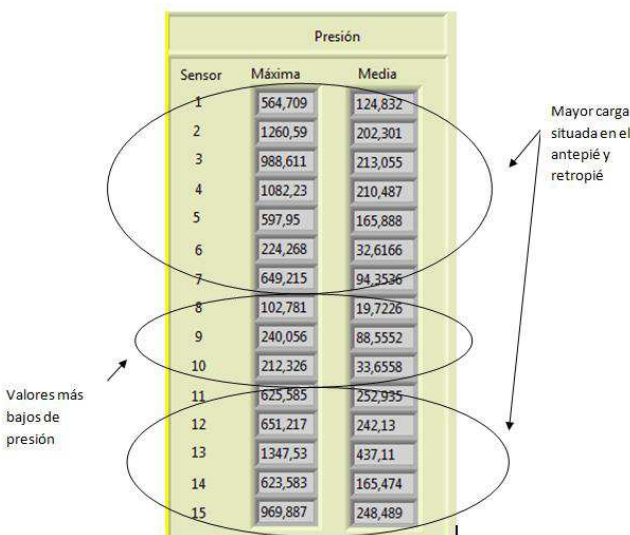 Presión
Sensor Máxima Media
1 564,709 124,832
2 1260,59 202,301
3 988,611 213,055
4 1082,23 210,487
5 597,95 165,888
6 224,268 32,6166
7 649,215 94,3536
8 102,781 19,7226
9 240,056 88,5552
10 212,326 33,6558
11 625,585 252,935
12 651,217 242,13
13 1347,53 437,11
14 623,583 165,474
15 969,887 248,489
Mayor carga
situada en el
antepié y
retropié
Valores más
bajos de
presión